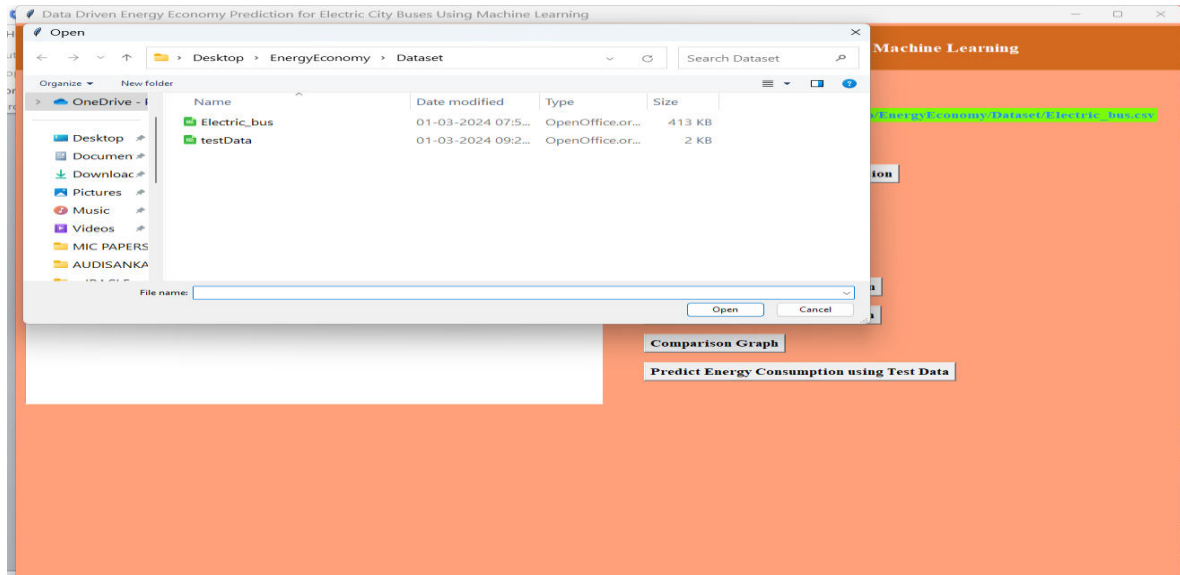 Data Driven Energy Economy Prediction for Electric City Buses Using Machine Learning
Open
Machine Learning
Desktop > EnergyEconomy > Dataset
Search Dataset
Organize New folder
OneDrive - 
Name Date modified Type Size
Electric_bus 01-03-2024 07:5... OpenOffice.or... 413 KB
/EnergyEconomy/Dataset/Electric_bus.csv
Desktop
testData 01-03-2024 09:2... OpenOffice.or... 2 KB
Documen
Downloac
ion
Pictures
Music
Videos
MIC PAPERS
AUDISANKA
File name:
Open Cancel
Comparison Graph
Predict Energy Consumption using Test Data